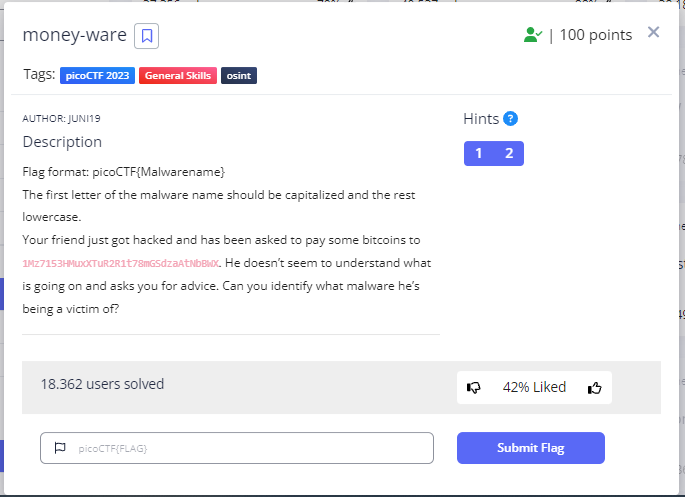 money-ware
| 100 points
Tags: picoCTF 2023 General Skills osint
AUTHOR: JUNI19
Description
Flag format: picoCTF{Malwarename}
The first letter of the malware name should be capitalized and the rest
lowercase.
Your friend just got hacked and has been asked to pay some bitcoins to
1Mz7153HMuxXTuR2R1t78mGSdzaAtNbBWX. He doesn’t seem to understand what
is going on and asks you for advice. Can you identify what malware he’s
being a victim of?
Hints ?
1 2
18.362 users solved
42% Liked
picoCTF{FLAG}
Submit Flag